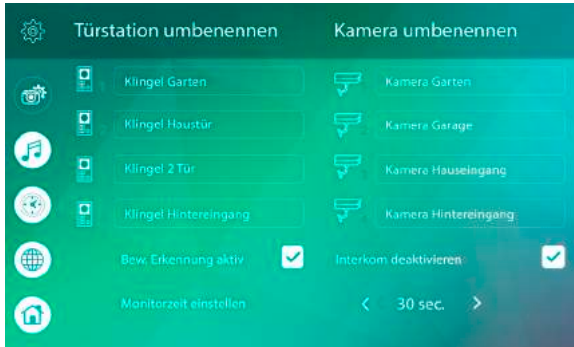 Türstation umbenennen
Kamera umbenennen
Klingel Garten
Kamera Garten
Klingel Haustür
Kamera Garage
Klingel 2 Tür
Kamera Hauseingang
Klingel Hintereingang
Kamera Hintereingang
Bew. Erkennung aktiv
Interkom deaktivieren
Monitorzeit einstellen
< 30 sec. >